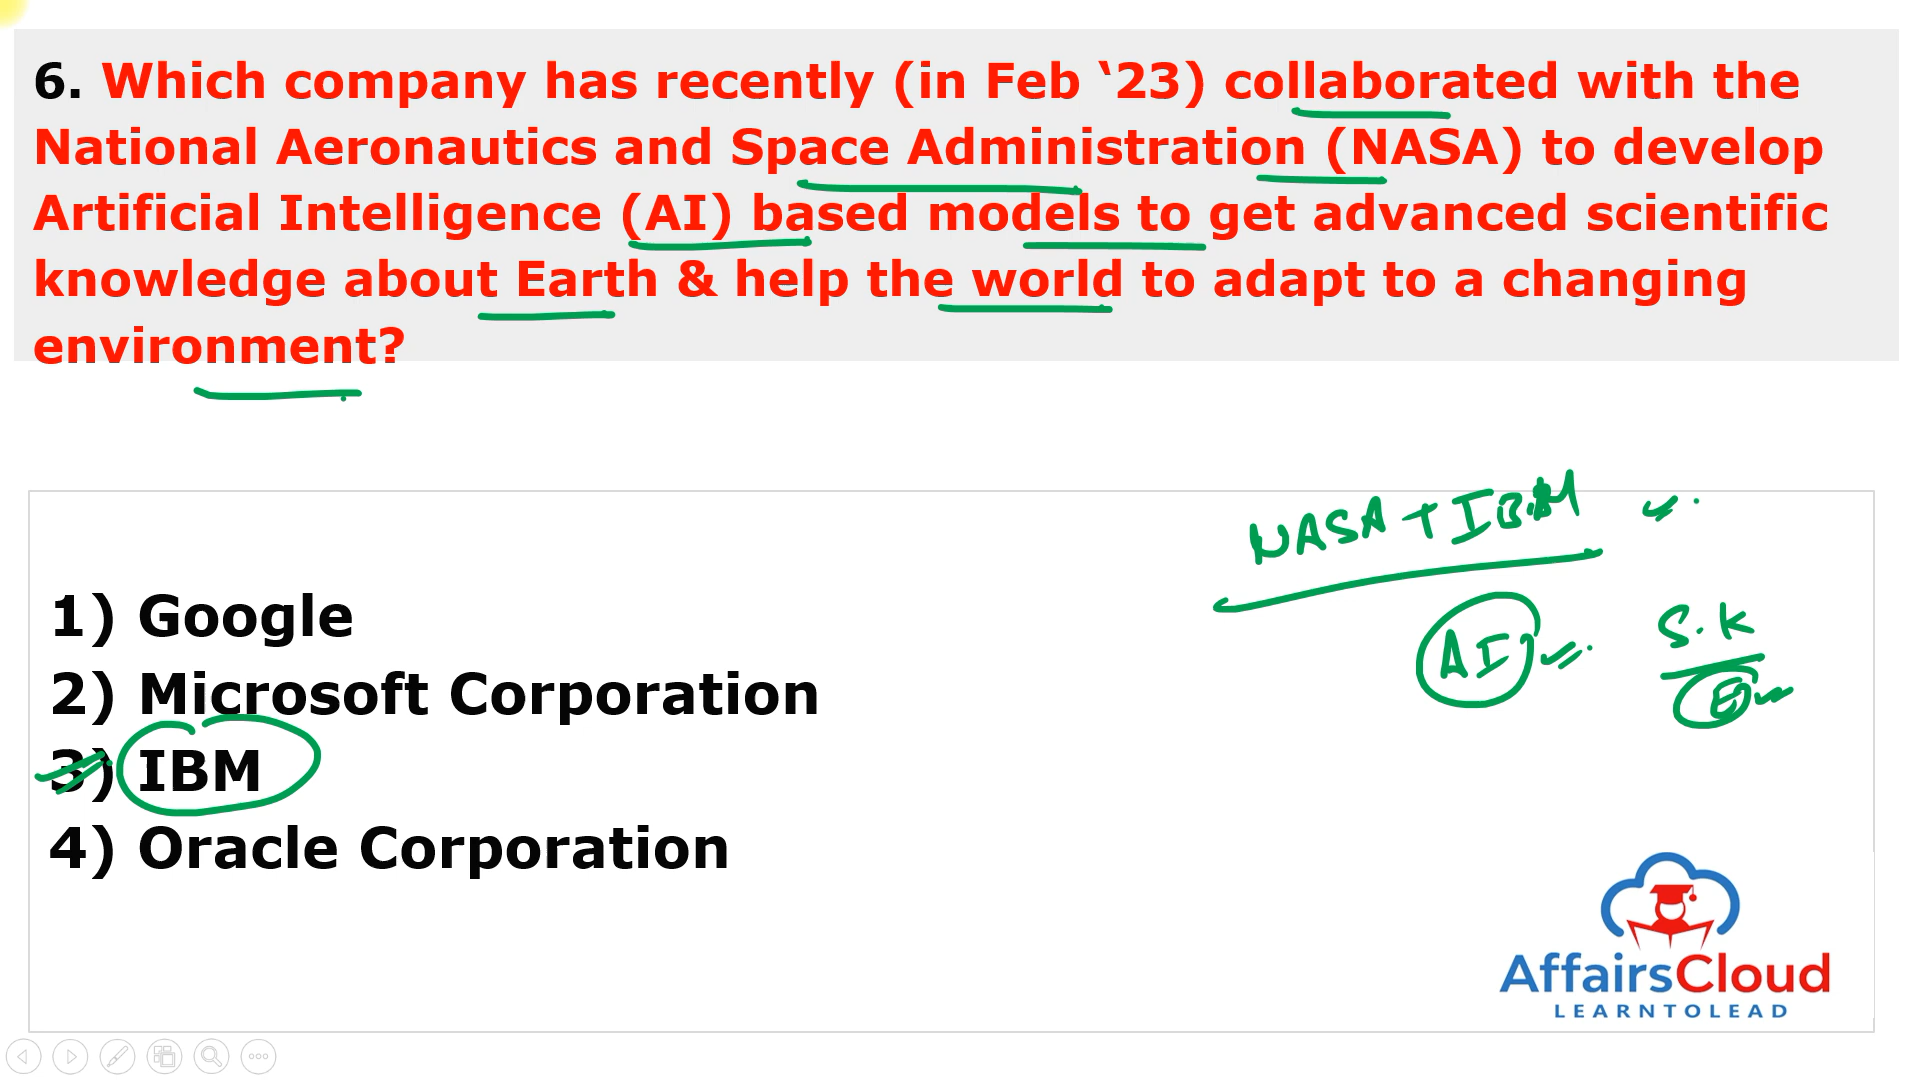 6. Which company has recently (in Feb ‘23) collaborated with the
National Aeronautics and Space Administration (NASA) to develop
Artificial Intelligence (AI) based models to get advanced scientific
knowledge about Earth & help the world to adapt to a changing
environment?
NASA + IBM
AI
S.K
E
1) Google
2) Microsoft Corporation
3) IBM
4) Oracle Corporation
AffairsCloud
LEARNTOLEAD